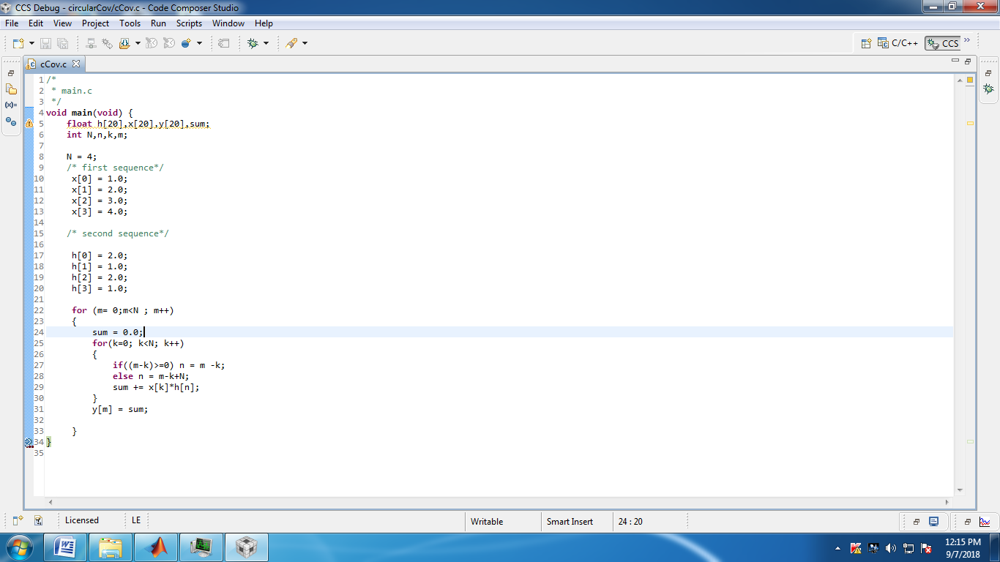 CCS Debug - circularCov/cCov.c - Code Composer Studio
File Edit View Project Tools Run Scripts Window Help
C/C++ CCS »
cCov.c
1 /*
2 * main.c
3 */
4 void main(void) {
5 float h[20],x[20],y[20],sum;
6 int N,n,k,m;
7
8 N = 4;
9 /* first sequence*/
10 x[0] = 1.0;
11 x[1] = 2.0;
12 x[2] = 3.0;
13 x[3] = 4.0;
14
15 /* second sequence*/
16
17 h[0] = 2.0;
18 h[1] = 1.0;
19 h[2] = 2.0;
20 h[3] = 1.0;
21
22 for (m= 0;m<N ; m++)
23 {
24 sum = 0.0;
25 for(k=0; k<N; k++)
26 {
27 if((m-k)>=0) n = m -k;
28 else n = m-k+N;
29 sum += x[k]*h[n];
30 }
31 y[m] = sum;
32
33 }
34 }
35
(x)=
Licensed LE Writable Smart Insert 24 : 20
12:15 PM
9/7/2018